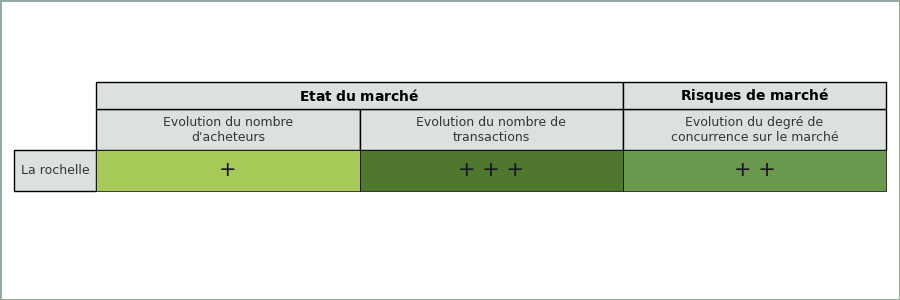 Etat du marché
Risques de marché
Evolution du nombre
d'acheteurs
Evolution du nombre de
transactions
Evolution du degré de
concurrence sur le marché
La rochelle
+
+ + +
+ +